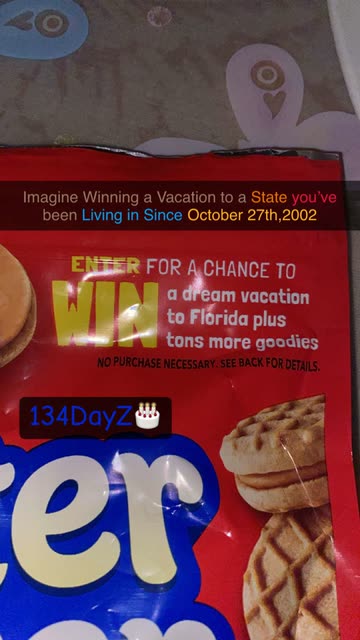 Imagine Winning a Vacation to a State you've
been Living in Since October 27th,2002
ENTER FOR A CHANCE TO
WIN
a dream vacation
to Florida plus
tons more goodies
NO PURCHASE NECESSARY. SEE BACK FOR DETAILS.
134DayZ🎂
ter